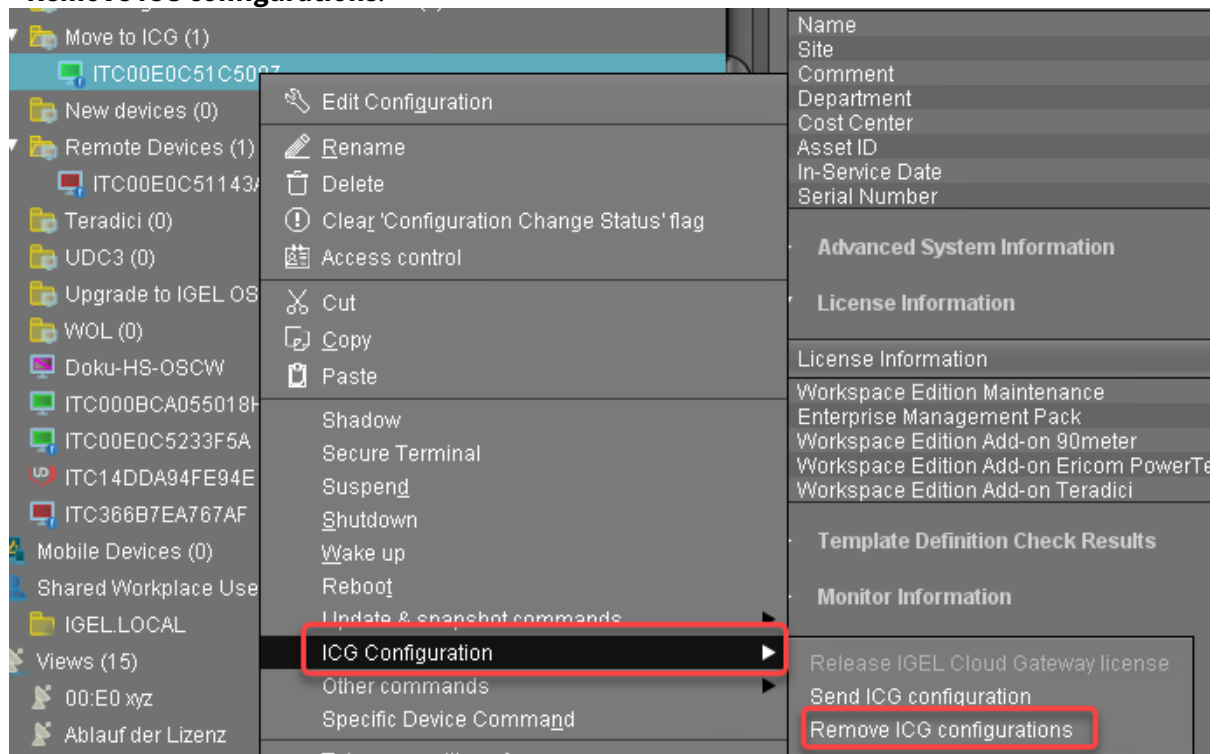 Remove ICG configurations.
Move to ICG (1)
ITC00E0C51C5097
New devices (0)
Remote Devices (1)
ITC00E0C51143A
Teradici (0)
UDC3 (0)
Upgrade to IGEL OS
WOL (0)
Doku-HS-OSCW
ITC000BCA055018H
ITC00E0C5233F5A
ITC14DDA94FE94E
ITC366B7EA767AF
Mobile Devices (0)
Shared Workplace Use
IGEL.LOCAL
Views (15)
00:E0 xyz
Ablauf der Lizenz
Edit Configuration
Rename
Delete
Clear 'Configuration Change Status' flag
Access control
Cut
Copy
Paste
Shadow
Secure Terminal
Suspend
Shutdown
Wake up
Reboot
Update & snapshot commands
ICG Configuration
Other commands
Specific Device Command
Release IGEL Cloud Gateway license
Send ICG configuration
Remove ICG configurations
Name
Site
Comment
Department
Cost Center
Asset ID
In-Service Date
Serial Number
Advanced System Information
License Information
License Information
Workspace Edition Maintenance
Enterprise Management Pack
Workspace Edition Add-on 90meter
Workspace Edition Add-on Ericom PowerTe
Workspace Edition Add-on Teradici
Template Definition Check Results
Monitor Information